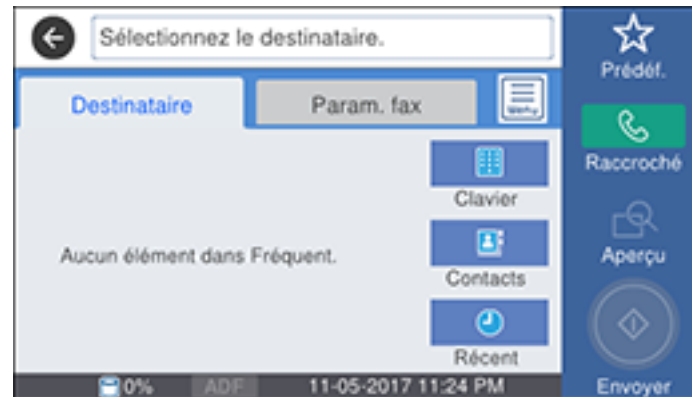 Sélectionnez le destinataire.
Prédéf.
Destinataire
Param. fax
Menu
Raccroché
Clavier
Aucun élément dans Fréquent.
Aperçu
Contacts
Récent
0%
ADF
11-05-2017 11:24 PM
Envoyer